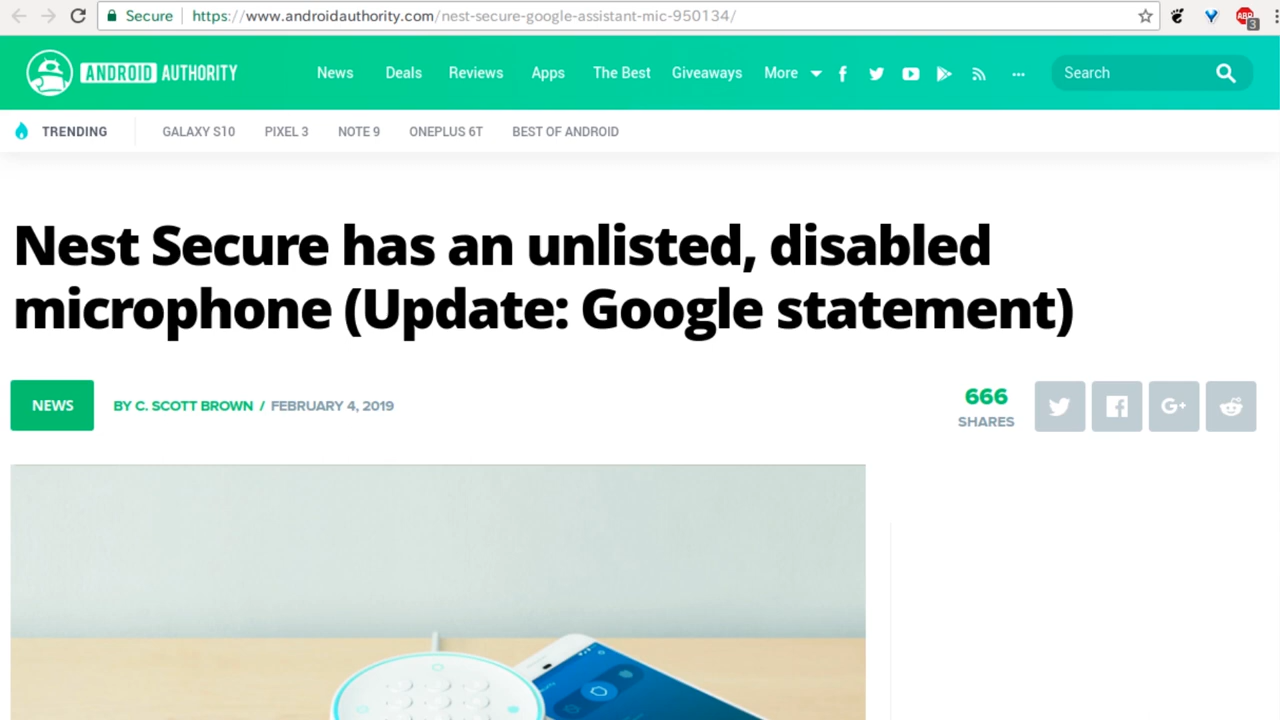 Secure https://www.androidauthority.com/nest-secure-google-assistant-mic-950134/
ABP 3
ANDROID AUTHORITY News Deals Reviews Apps The Best Giveaways More Search
TRENDING GALAXY S10 PIXEL 3 NOTE 9 ONEPLUS 6T BEST OF ANDROID
Nest Secure has an unlisted, disabled
microphone (Update: Google statement)
NEWS BY C. SCOTT BROWN / FEBRUARY 4, 2019 666
SHARES G+